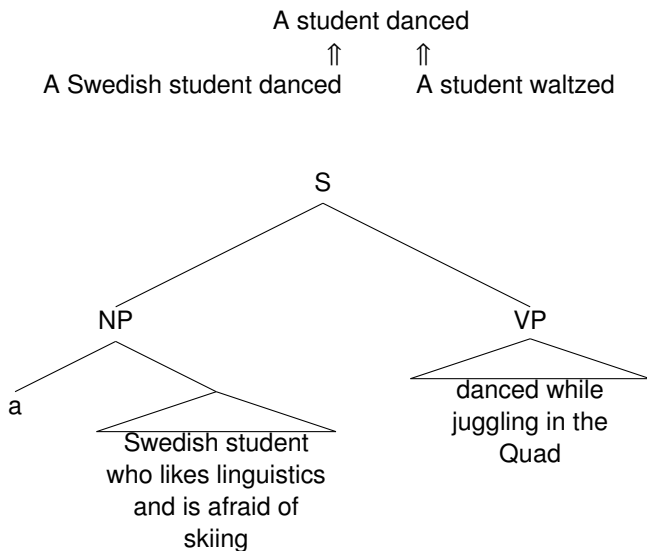 A student danced
⇑ ⇑
A Swedish student danced A student waltzed
S
NP VP
a
Swedish student
who likes linguistics
and is afraid of
skiing
danced while
juggling in the
Quad